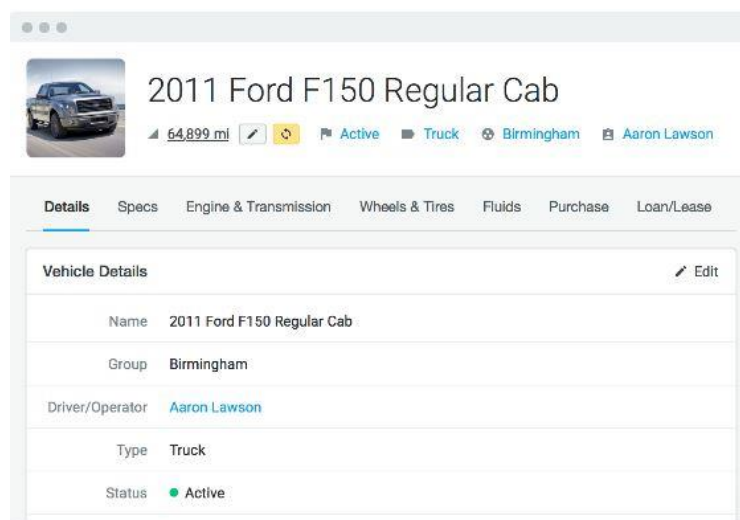 2011 Ford F150 Regular Cab
64,899 mi Active Truck Birmingham Aaron Lawson
Details Specs Engine & Transmission Wheels & Tires Fluids Purchase Loan/Lease
Vehicle Details Edit
Name 2011 Ford F150 Regular Cab
Group Birmingham
Driver/Operator Aaron Lawson
Type Truck
Status Active